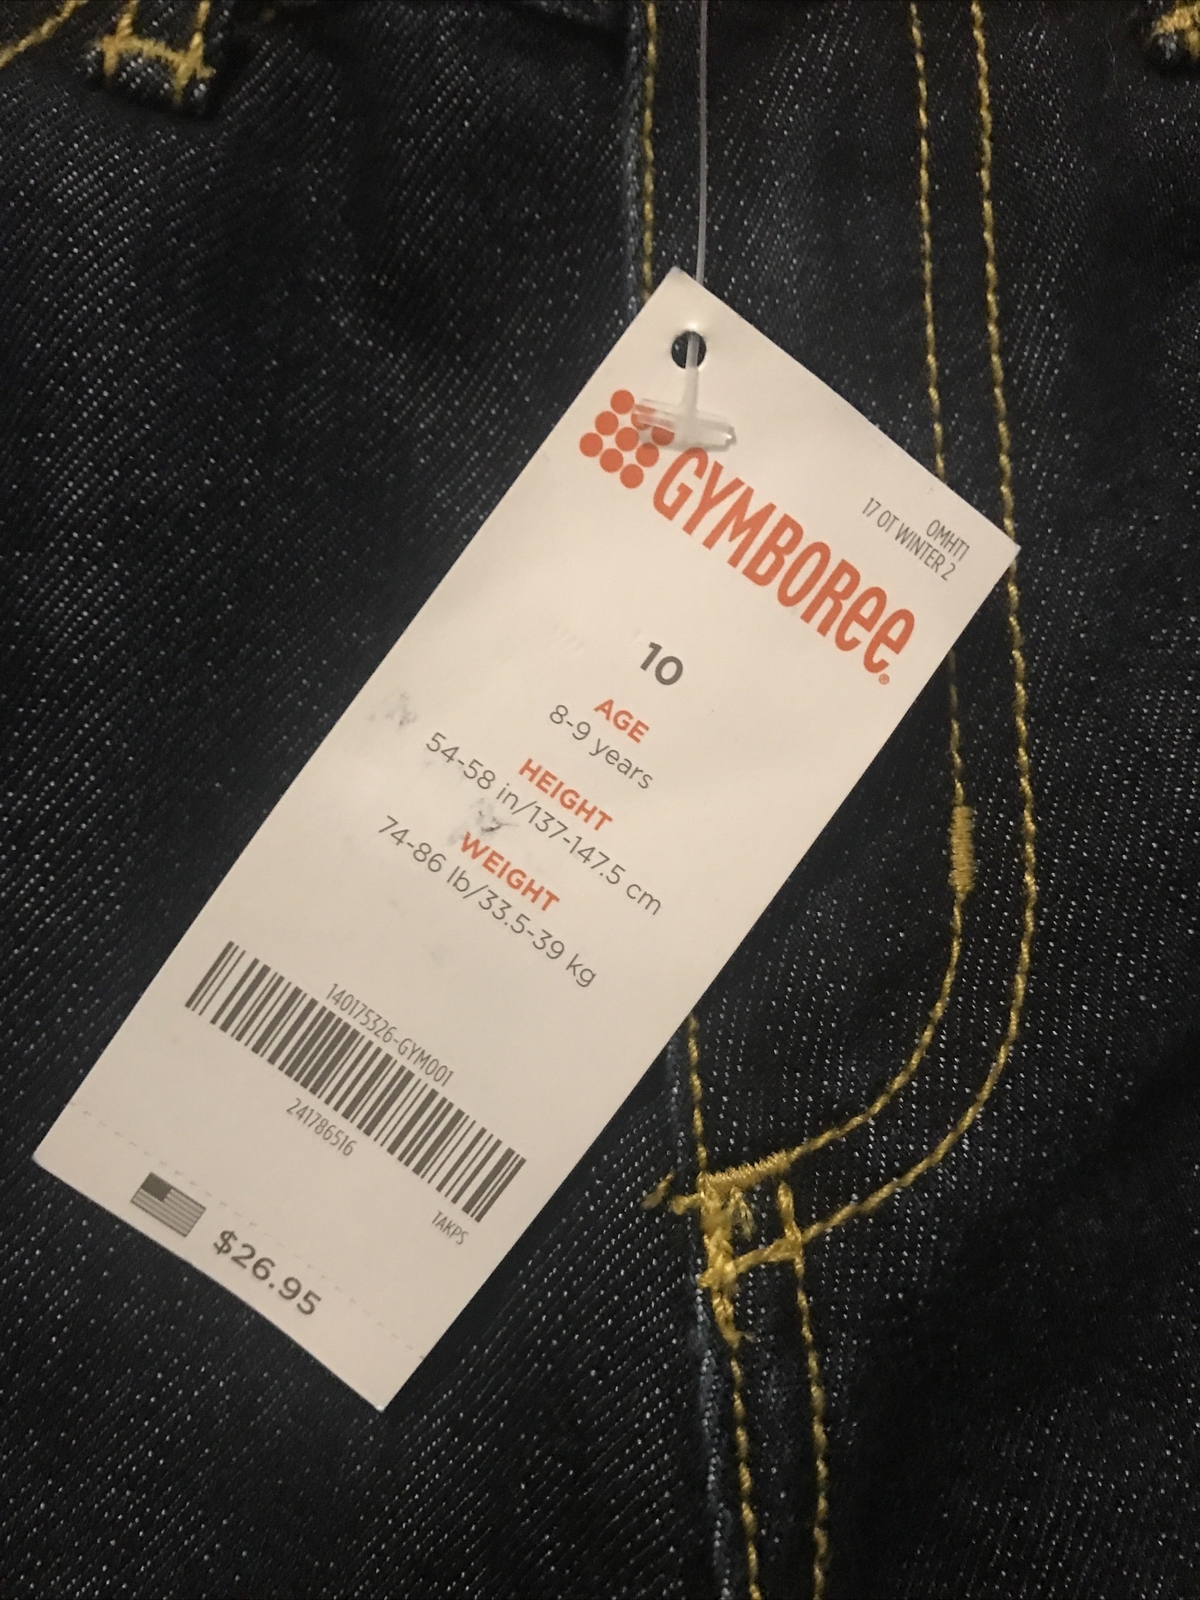 OMHT1
17 OT WINTER 2
GYMBOREE®
10
AGE
8-9 years
HEIGHT
54-58 in/137-147.5 cm
WEIGHT
74-86 lb/33.5-39 kg
140175326-GYM001
241786516
TAKPS
$26.95